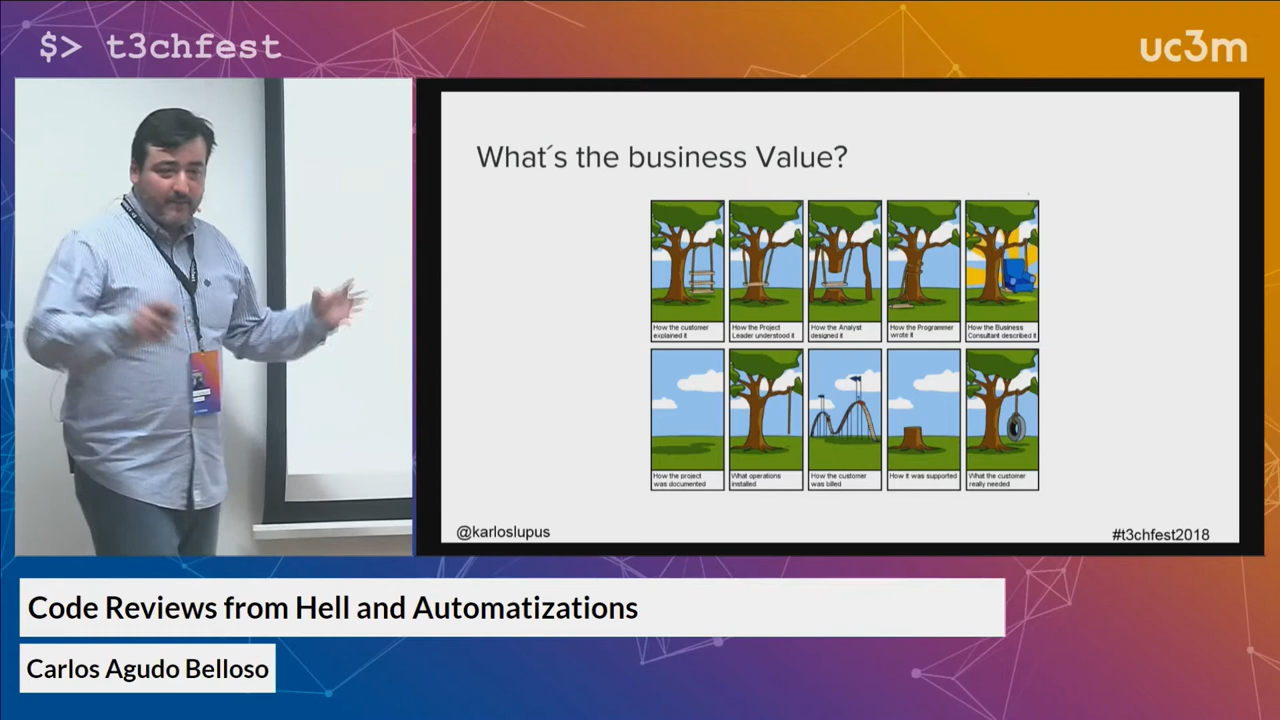 $> t3chfest
uc3m
What´s the business Value?
How the customer
explained it
How the Project
Leader understood it
How the Analyst
designed it
How the Programmer
wrote it
How the Business
Consultant described it
How the project
was documented
What operations
installed
How the customer
was billed
How it was supported
What the customer
really needed
@karloslupus
#t3chfest2018
Code Reviews from Hell and Automatizations
Carlos Agudo Belloso